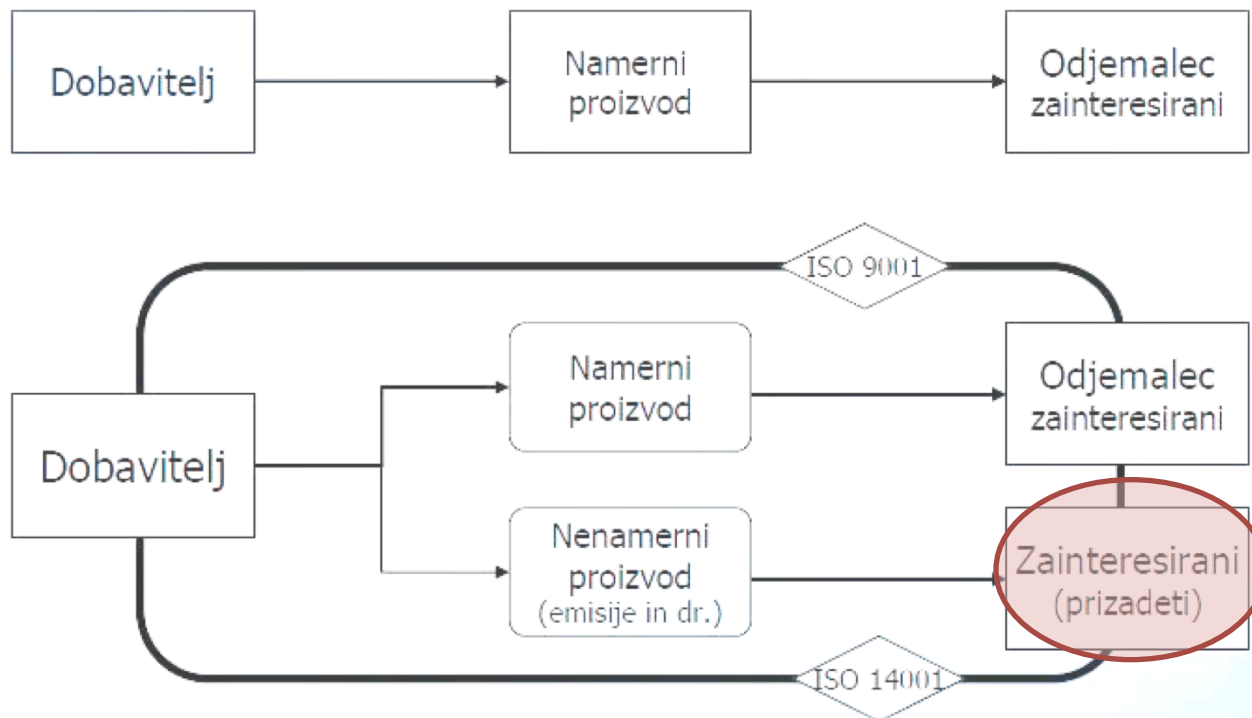 Dobavitelj
Namerni
proizvod
Odjemalec
zainteresirani
ISO 9001
Namerni
proizvod
Odjemalec
zainteresirani
Dobavitelj
Nenamerni
proizvod
(emisije in dr.)
Zainteresirani
(prizadeti)
ISO 14001